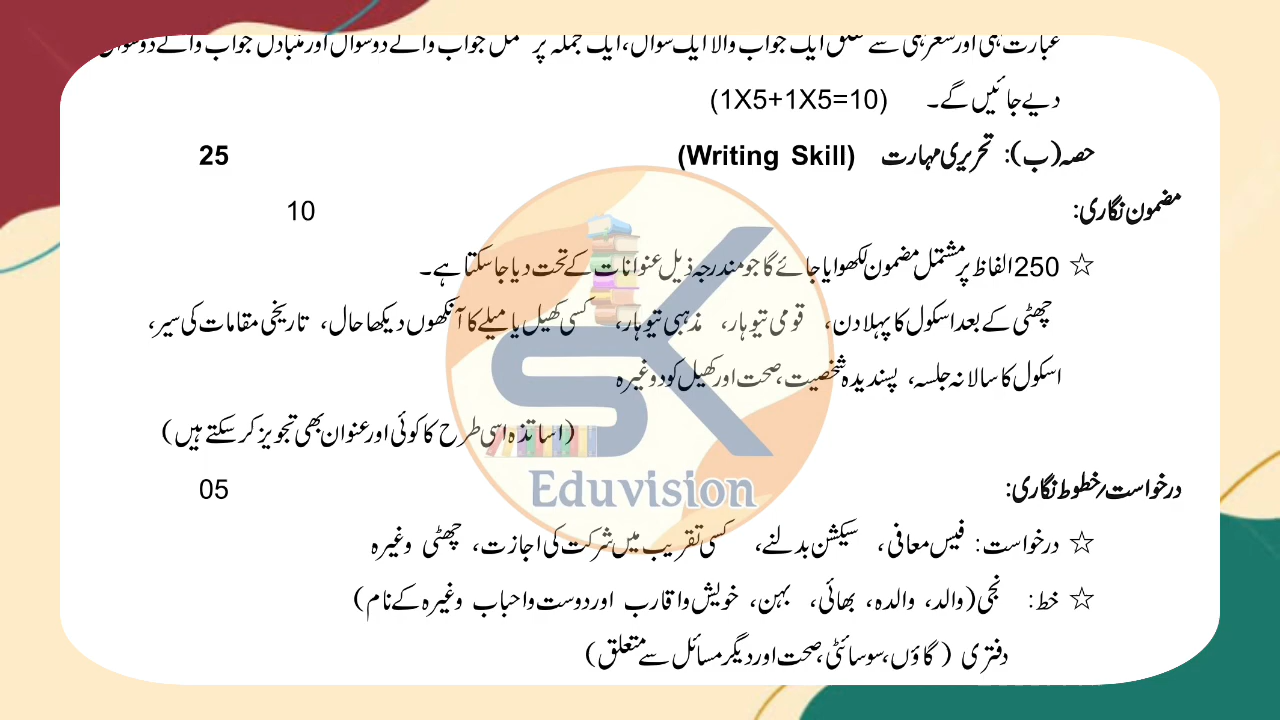 عبارت فہمی اور شعر فہمی سے متعلق ایک جواب والا ایک سوال، ایک جملہ پر مشتمل جواب والے دو سوال اور متبادل جواب والے دو سوال
دیے جائیں گے۔ (1X5+1X5=10)
حصہ (ب): تحریری مہارت (Writing Skill) 25
مضمون نگاری: 10
☆ 250 الفاظ پر مشتمل مضمون لکھوایا جائے گا جو مندرجہ ذیل عنوانات کے تحت دیا جا سکتا ہے۔
چھٹی کے بعد اسکول کا پہلا دن، قومی تیوہار، مذہبی تیوہار، کسی کھیل یا میلے کا آنکھوں دیکھا حال، تاریخی مقامات کی سیر،
اسکول کا سالانہ جلسہ، پسندیدہ شخصیت، صحت اور کھیل کود وغیرہ
(اساتذہ اسی طرح کا کوئی اور عنوان بھی تجویز کر سکتے ہیں)
درخواست/خطوط نگاری: 05
☆ درخواست: فیس معافی، سیکشن بدلنے، کسی تقریب میں شرکت کی اجازت، چھٹی وغیرہ
☆ خط: نجی (والد، والدہ، بھائی، بہن، خویش و اقارب اور دوست و احباب وغیرہ کے نام)
دفتری (گاؤں، سوسائٹی، صحت اور دیگر مسائل سے متعلق)
SK
Eduvision